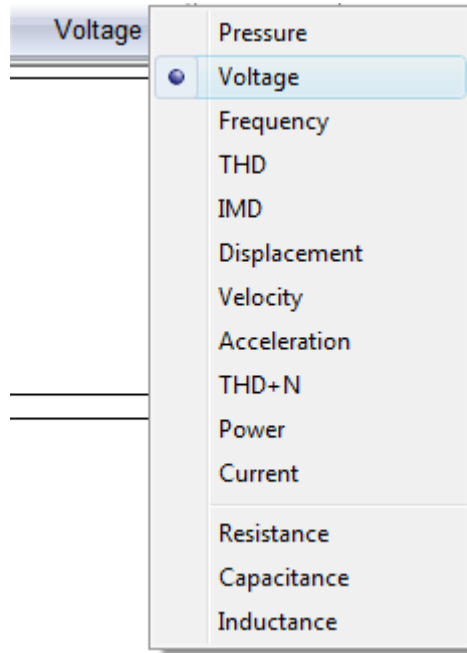 Voltage
Pressure
Voltage
Frequency
THD
IMD
Displacement
Velocity
Acceleration
THD+N
Power
Current
Resistance
Capacitance
Inductance